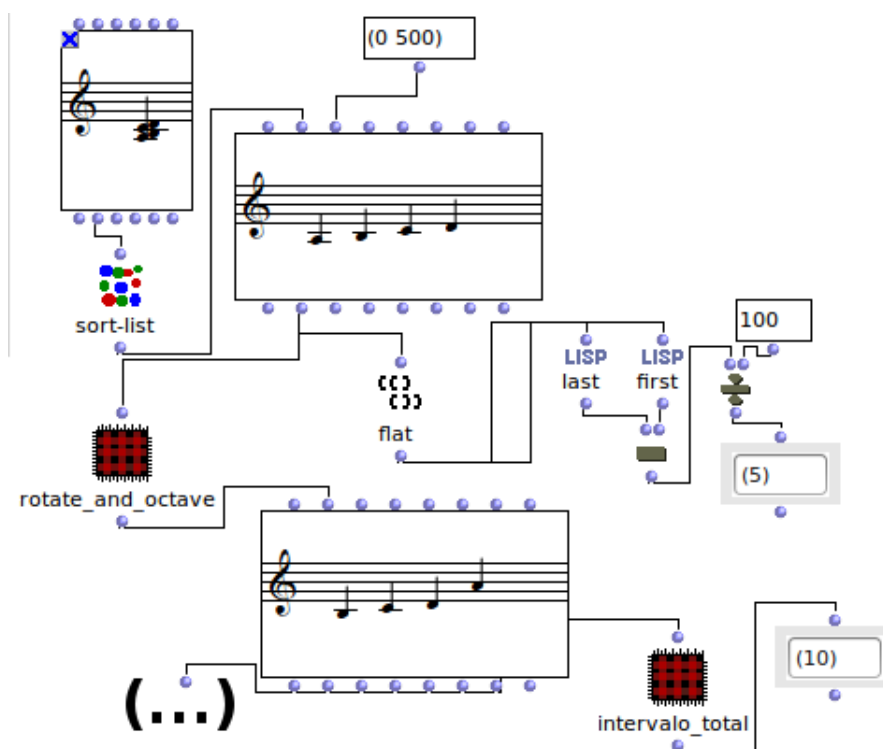 (0 500)
sort-list
100
LISP
LISP
last
first
flat
(5)
rotate_and_octave
(10)
(...)
intervalo_total